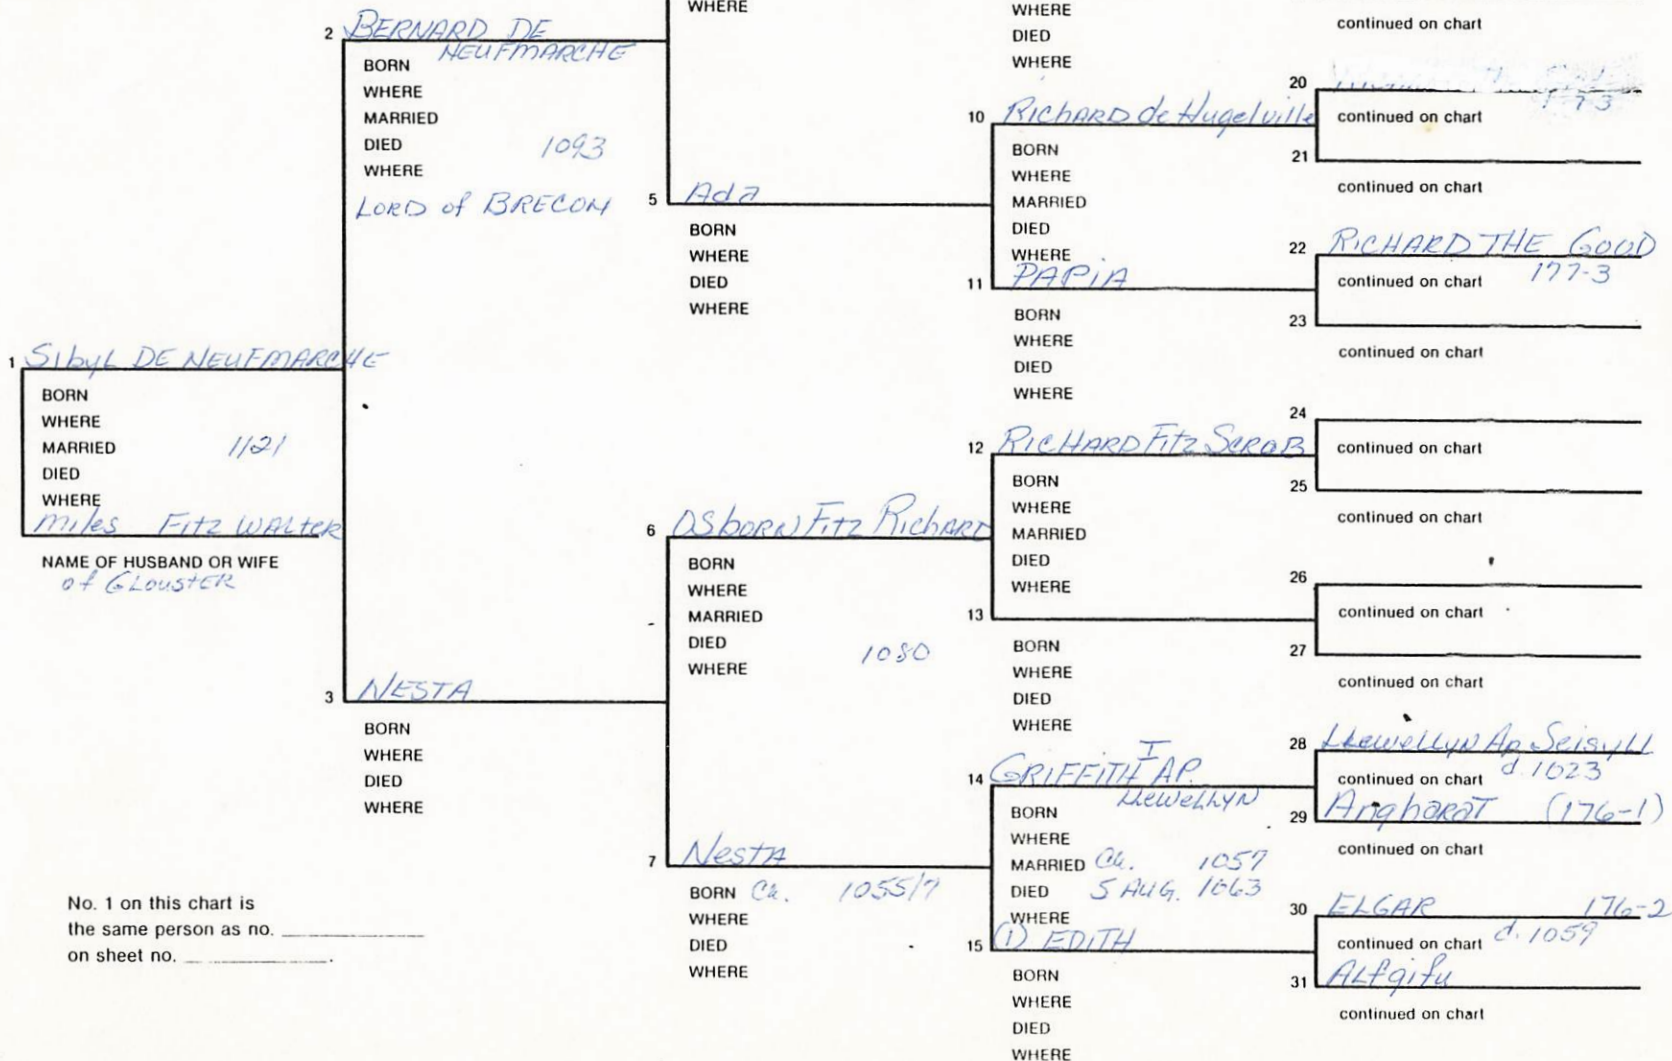 WHERE
WHERE
DIED
WHERE
continued on chart
2 BERNARD DE
NEUFMARCHE
BORN
WHERE
MARRIED
DIED 1093
WHERE
LORD of BRECON
20
177-3
continued on chart
10 RICHARD de Hugelville
BORN
WHERE
MARRIED
DIED
WHERE
21
continued on chart
5 Ada
BORN
WHERE
DIED
WHERE
22 RICHARD THE GOOD
continued on chart 177-3
11 PAPIA
BORN
WHERE
DIED
WHERE
23
continued on chart
1 SIbyL DE NEUFMARCHE
BORN
WHERE
MARRIED 1121
DIED
WHERE
Miles Fitz WALTER
NAME OF HUSBAND OR WIFE
of GLOUSTER
24
continued on chart
12 RICHARD Fitz SCROB
BORN
WHERE
MARRIED
DIED
WHERE
25
continued on chart
6 OSbORN Fitz Richard
BORN
WHERE
MARRIED
DIED
WHERE 1080
26
continued on chart
13
BORN
WHERE
DIED
WHERE
27
continued on chart
3 NESTA
BORN
WHERE
DIED
WHERE
28 LLewellyn Ap Seisyll
continued on chart d. 1023
14 GRIFFITH I AP.
LLewellyn
BORN
WHERE
MARRIED Ca. 1057
DIED 5 AUG. 1063
WHERE
29 Angharat (176-1)
continued on chart
7 Nesta
BORN Ca. 1055/7
WHERE
DIED
WHERE
30 ELGAR 176-2
continued on chart d. 1059
15 (1) EDITH
BORN
WHERE
DIED
WHERE
31 ALfgifu
continued on chart
No. 1 on this chart is
the same person as no.
on sheet no. .